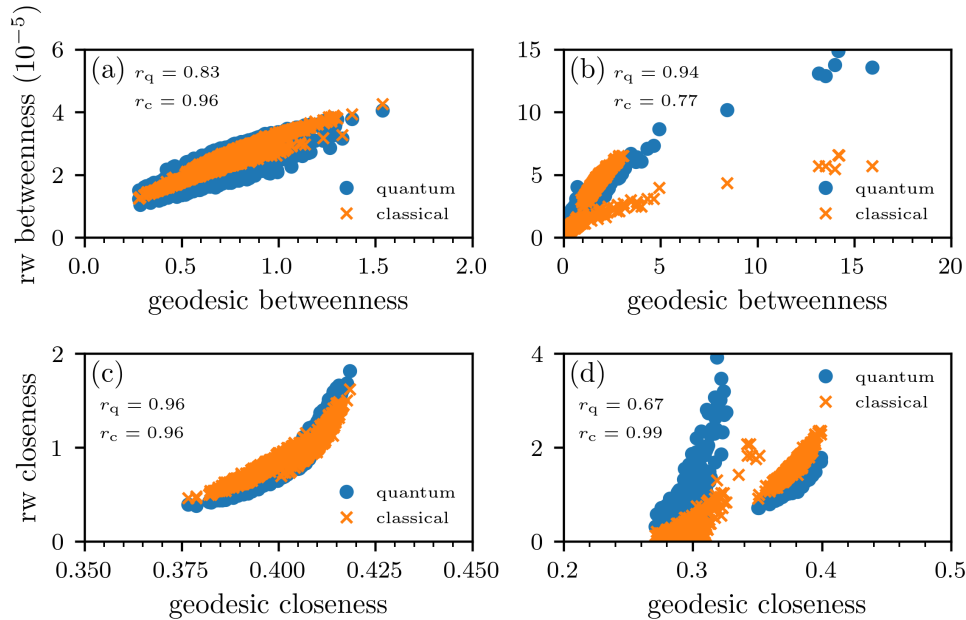 rw betweenness (10⁻⁵)
6
4
2
0
(a)
r_q = 0.83
r_c = 0.96
quantum
classical
0.0
0.5
1.0
1.5
2.0
geodesic betweenness
15
10
5
0
(b)
r_q = 0.94
r_c = 0.77
quantum
classical
0
5
10
15
20
geodesic betweenness
rw closeness
2
1
0
(c)
r_q = 0.96
r_c = 0.96
quantum
classical
0.350
0.375
0.400
0.425
0.450
geodesic closeness
4
2
0
(d)
r_q = 0.67
r_c = 0.99
quantum
classical
0.2
0.3
0.4
0.5
geodesic closeness